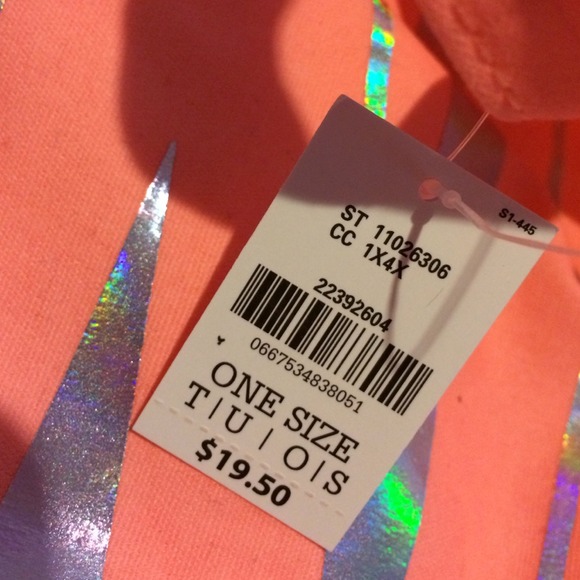 S1-445
ST 11026306
CC 1X4X
22392604
Y 0667534838051
ONE SIZE
T | U | O | S
$19.50